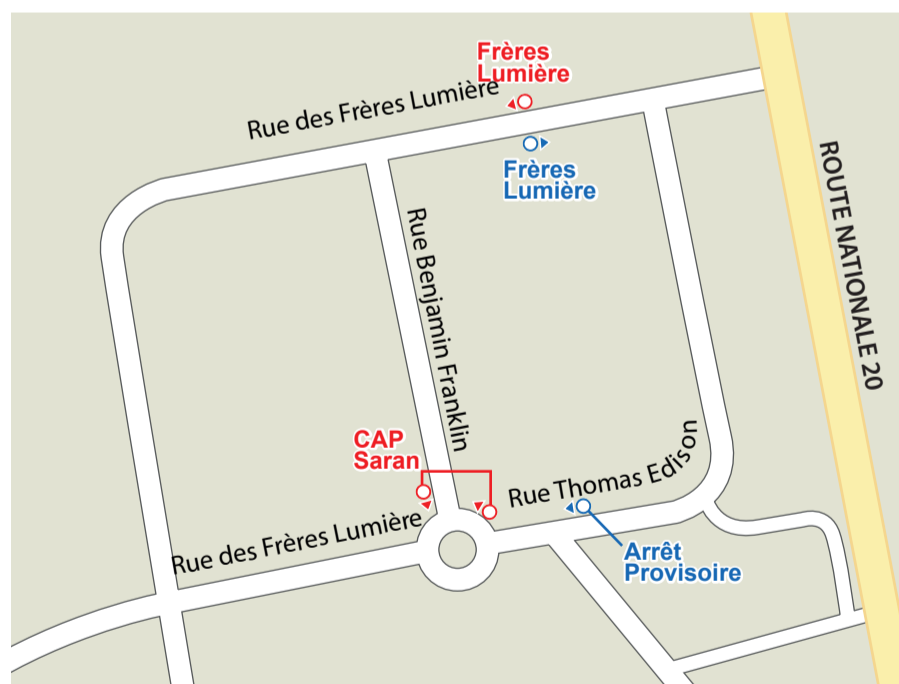 Frères
Lumière
Rue des Frères Lumière
Frères
Lumière
ROUTE NATIONALE 20
Rue Benjamin Franklin
CAP
Saran
Rue Thomas Edison
Rue des Frères Lumière
Arrêt
Provisoire